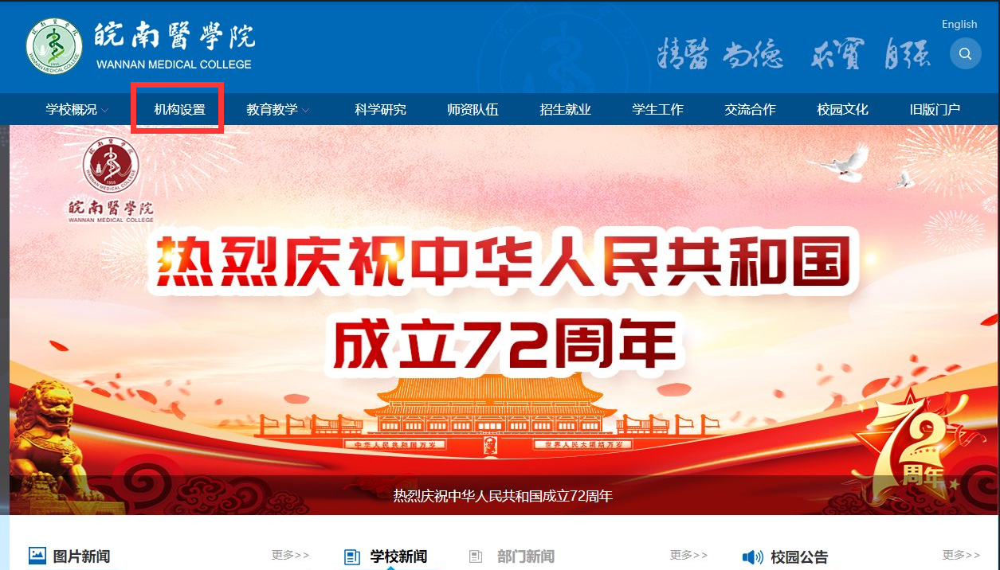 皖南醫學院
WANNAN MEDICAL COLLEGE
English
精醫 尚德 求實 自强
学校概况 机构设置 教育教学 科学研究 师资队伍 招生就业 学生工作 交流合作 校园文化 旧版门户
皖南醫學院
WANNAN MEDICAL COLLEGE
热烈庆祝中华人民共和国
成立72周年
中华人民共和国万岁 世界人民大团结万岁
72
周年
热烈庆祝中华人民共和国成立72周年
图片新闻 更多>> 学校新闻 部门新闻 更多>> 校园公告 更多>>